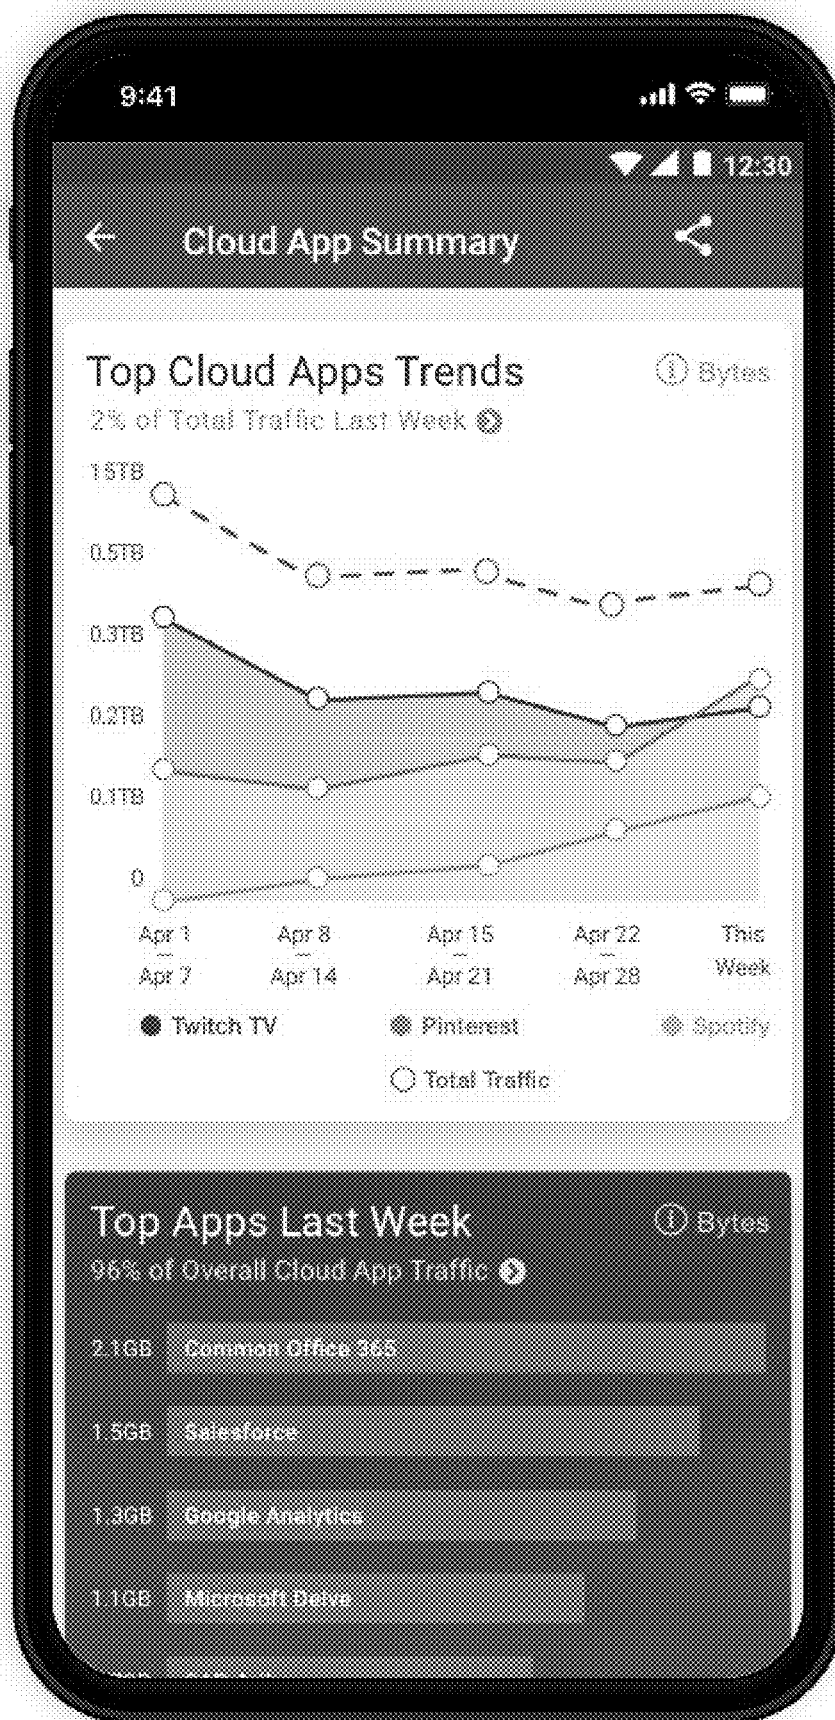 9:41
12:30
Cloud App Summary
Top Cloud Apps Trends
Bytes
2% of Total Traffic Last Week
15TB
0.5TB
0.3TB
0.2TB
0.1TB
0
Apr 1 – Apr 7
Apr 8 – Apr 14
Apr 15 – Apr 21
Apr 22 – Apr 28
This Week
Twitch TV
Pinterest
Spotify
Total Traffic
Top Apps Last Week
Bytes
96% of Overall Cloud App Traffic
2.1GB Common Office 365
1.5GB Salesforce
1.3GB Google Analytics
1.1GB Microsoft Delve